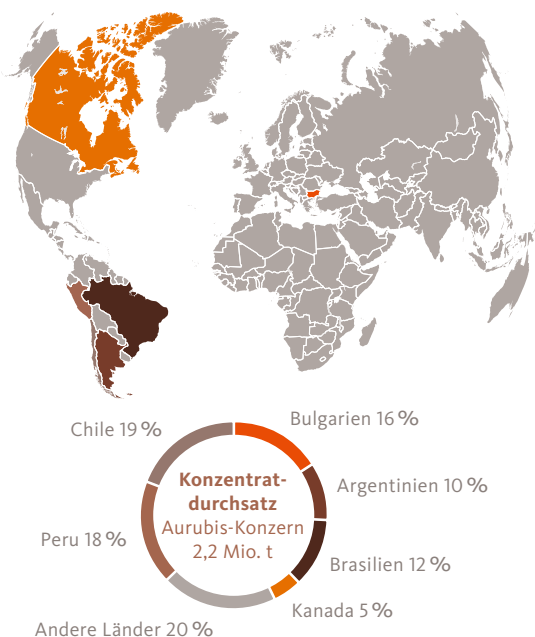 Bulgarien 16 %
Chile 19 %
Konzentrat-
durchsatz
Aurubis-Konzern
2,2 Mio. t
Argentinien 10 %
Peru 18 %
Brasilien 12 %
Kanada 5 %
Andere Länder 20 %